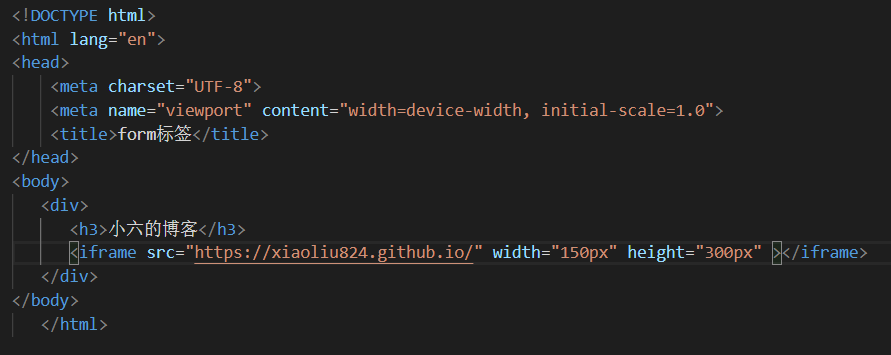 <!DOCTYPE html>
<html lang="en">
<head>
    <meta charset="UTF-8">
    <meta name="viewport" content="width=device-width, initial-scale=1.0">
    <title>form标签</title>
</head>
<body>
   <div>
      <h3>小六的博客</h3>
      <iframe src="https://xiaoliu824.github.io/" width="150px" height="300px" ></iframe>
   </div>
</body>
   </html>